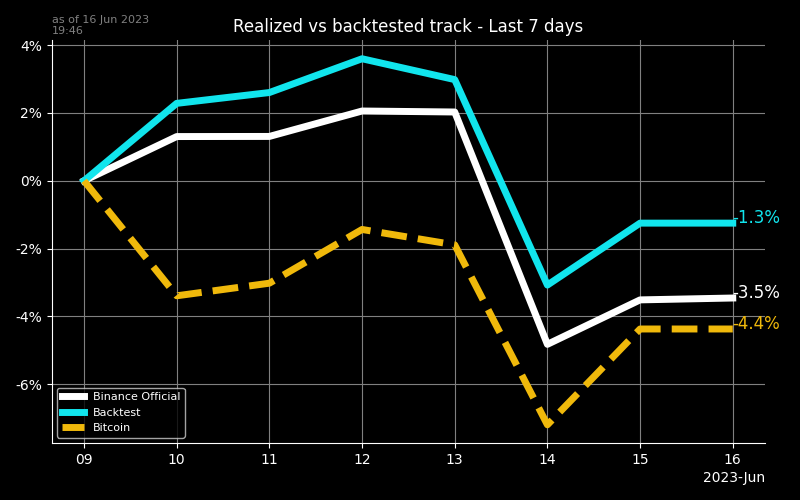 as of 16 Jun 2023
19:46
Realized vs backtested track - Last 7 days
4%
2%
0%
-2%
-4%
-6%
-1.3%
-3.5%
-4.4%
Binance Official
Backtest
Bitcoin
09 10 11 12 13 14 15 16
2023-Jun